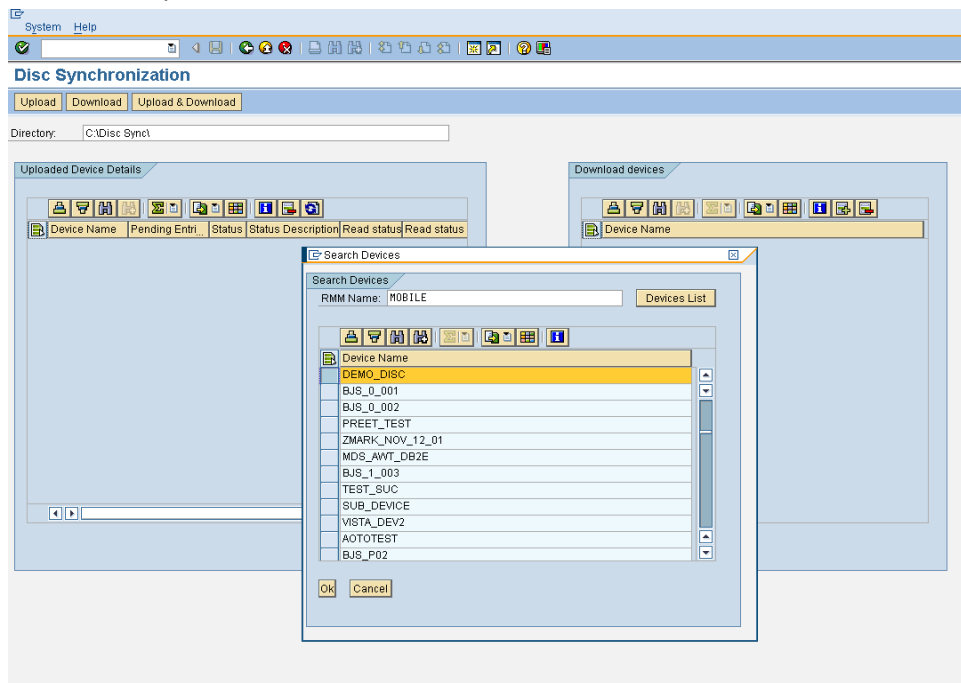 System Help
Disc Synchronization
Upload Download Upload & Download
Directory: C:\Disc Sync\
Uploaded Device Details
Download devices
Device Name Pending Entri... Status Status Description Read status Read status
Device Name
Search Devices
Search Devices
RMM Name: MOBILE Devices List
Device Name
DEMO_DISC
BJS_0_001
BJS_0_002
PREET_TEST
ZMARK_NOV_12_01
MDS_AWT_DB2E
BJS_1_003
TEST_SUC
SUB_DEVICE
VISTA_DEV2
AOTOTEST
BJS_P02
Ok Cancel